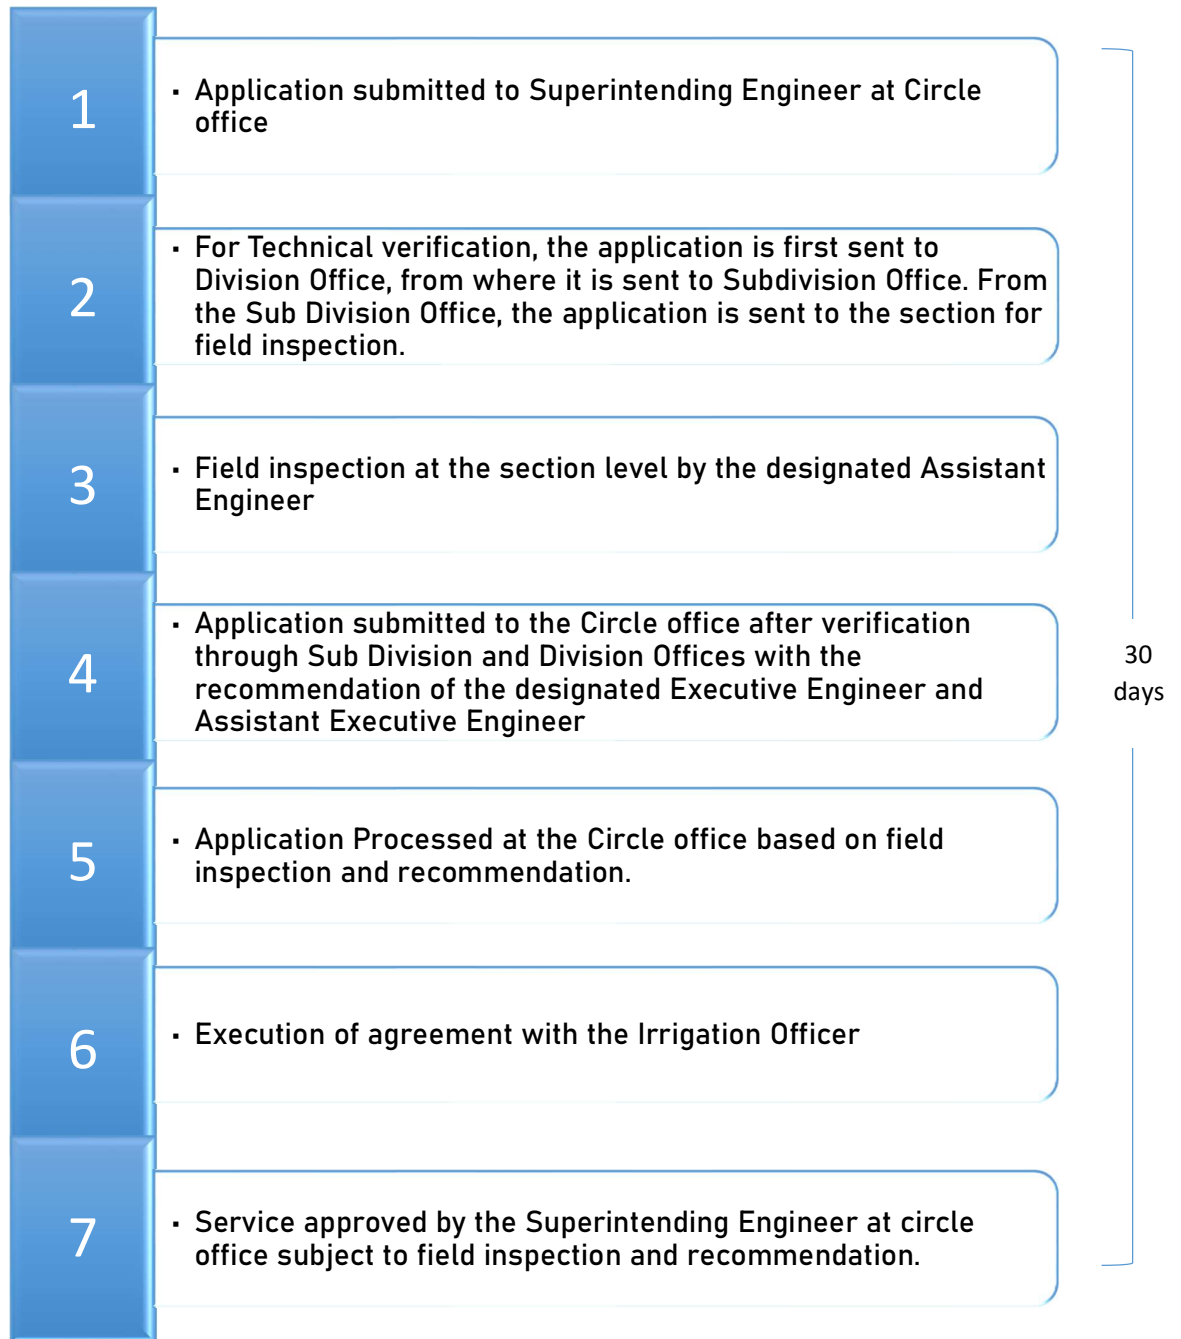 1
▪ Application submitted to Superintending Engineer at Circle
office
2
▪ For Technical verification, the application is first sent to
Division Office, from where it is sent to Subdivision Office. From
the Sub Division Office, the application is sent to the section for
field inspection.
3
▪ Field inspection at the section level by the designated Assistant
Engineer
4
▪ Application submitted to the Circle office after verification
through Sub Division and Division Offices with the
recommendation of the designated Executive Engineer and
Assistant Executive Engineer
30
days
5
▪ Application Processed at the Circle office based on field
inspection and recommendation.
6
▪ Execution of agreement with the Irrigation Officer
7
▪ Service approved by the Superintending Engineer at circle
office subject to field inspection and recommendation.